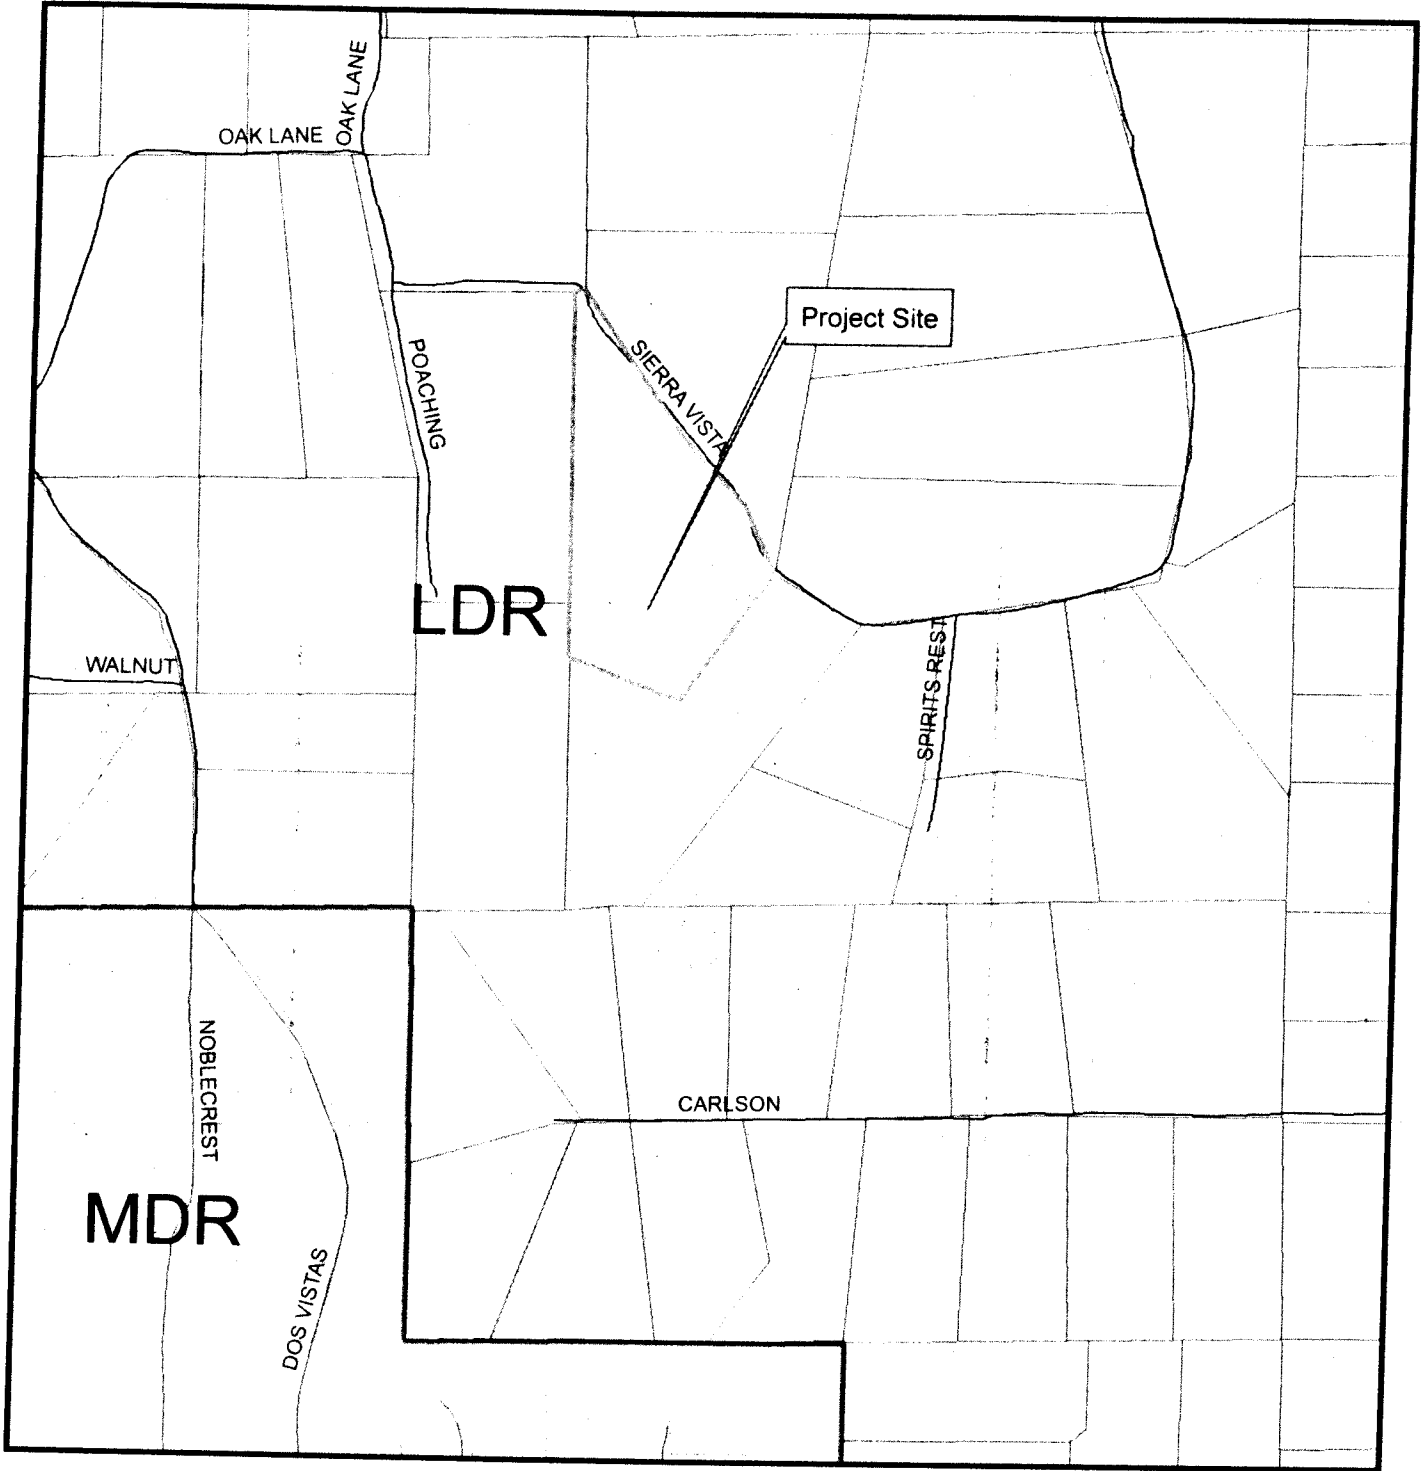 OAK LANE
OAK LANE
Project Site
SIERRA VISTA
POACHING
LDR
WALNUT
SPIRITS REST
NOBLECREST
CARLSON
MDR
DOS VISTAS